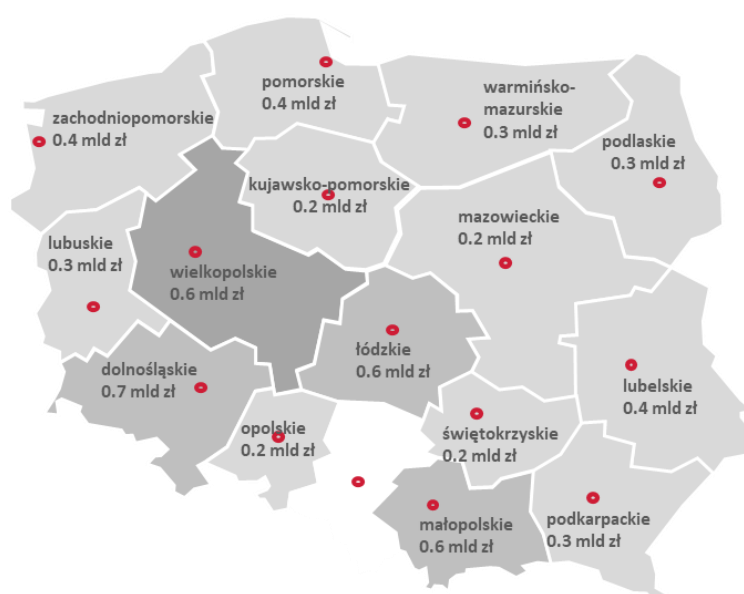 pomorskie
0.4 mld zł
warmińsko-
mazurskie
0.3 mld zł
zachodniopomorskie
0.4 mld zł
podlaskie
0.3 mld zł
kujawsko-pomorskie
0.2 mld zł
mazowieckie
0.2 mld zł
lubuskie
0.3 mld zł
wielkopolskie
0.6 mld zł
łódzkie
0.6 mld zł
dolnośląskie
0.7 mld zł
lubelskie
0.4 mld zł
opolskie
0.2 mld zł
świętokrzyskie
0.2 mld zł
małopolskie
0.6 mld zł
podkarpackie
0.3 mld zł